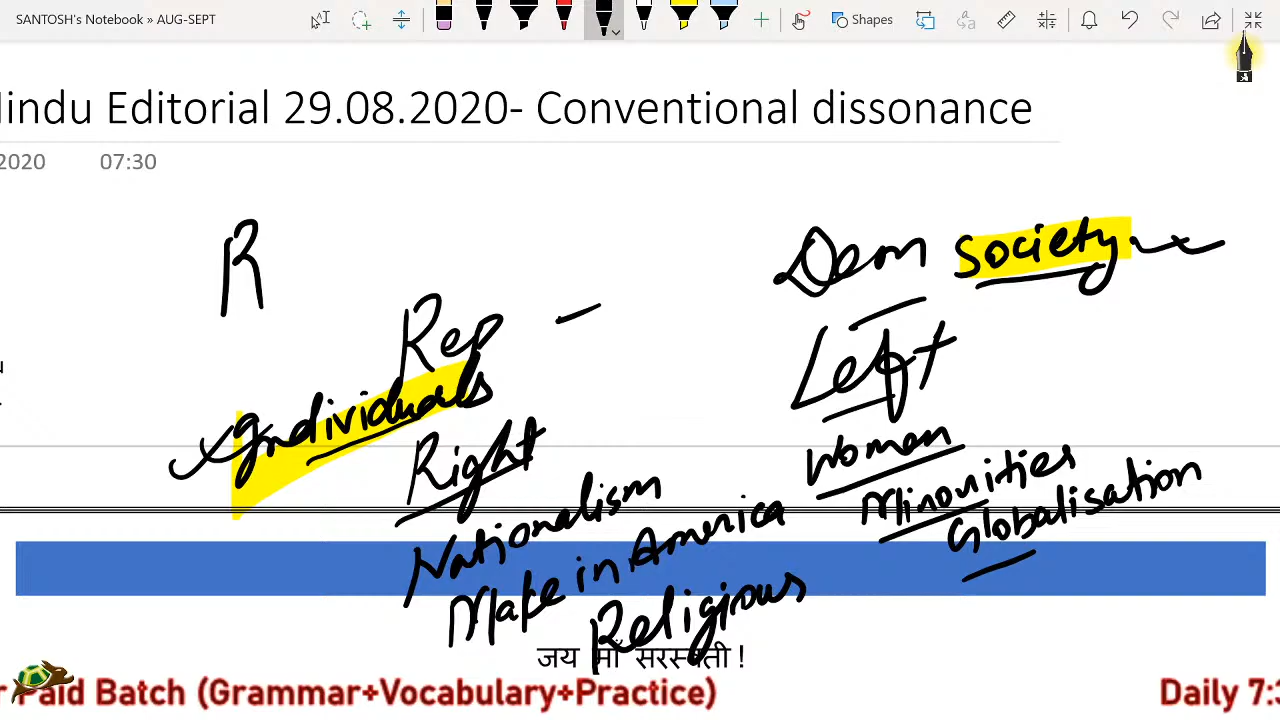 SANTOSH's Notebook » AUG-SEPT
Shapes
Hindu Editorial 29.08.2020- Conventional dissonance
2020 07:30
R
Dem Society
Rep -
Left
Individuals
Right
Woman
Minorities
Nationalism
Globalisation
Make in America
Religious
जय माँ सरस्वती !
r Paid Batch (Grammar+Vocabulary+Practice)
Daily 7:3